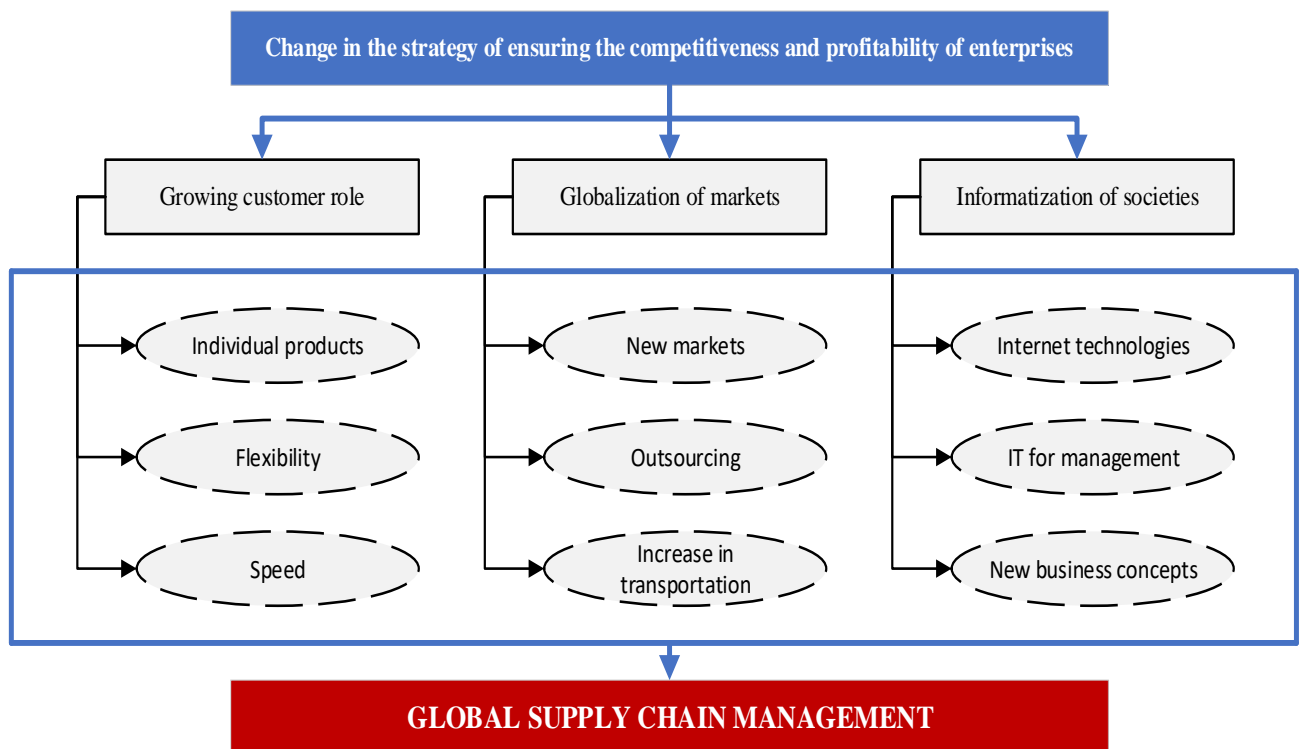 Change in the strategy of ensuring the competitiveness and profitability of enterprises
Growing customer role
Globalization of markets
Informatization of societies
Individual products
New markets
Internet technologies
Flexibility
Outsourcing
IT for management
Speed
Increase in
transportation
New business concepts
GLOBAL SUPPLY CHAIN MANAGEMENT